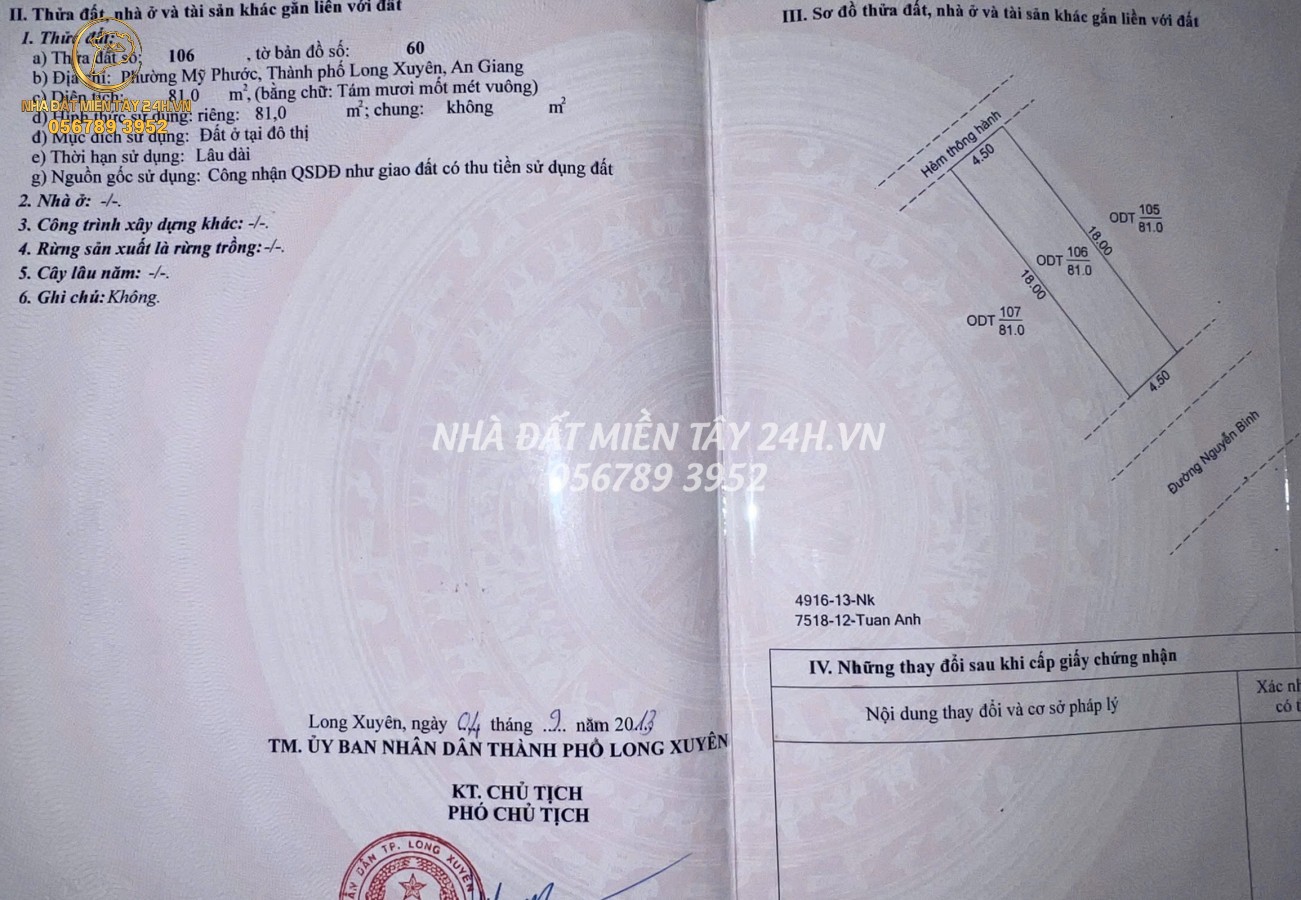 II. Thửa đất, nhà ở và tài sản khác gắn liền với đất
1. Thửa đất:
a) Thửa đất số: 106 , tờ bản đồ số: 60
b) Địa chỉ: Phường Mỹ Phước, Thành phố Long Xuyên, An Giang
c) Diện tích: 81,0 m², (bằng chữ: Tám mươi mốt mét vuông)
d) Hình thức sử dụng: riêng: 81,0 m²; chung: không m²
đ) Mục đích sử dụng: Đất ở tại đô thị
e) Thời hạn sử dụng: Lâu dài
g) Nguồn gốc sử dụng: Công nhận QSDĐ như giao đất có thu tiền sử dụng đất
2. Nhà ở: -/-.
3. Công trình xây dựng khác: -/-.
4. Rừng sản xuất là rừng trồng: -/-.
5. Cây lâu năm: -/-.
6. Ghi chú: Không.
NHÀ ĐẤT MIỀN TÂY 24H.VN
056789 3952
NHÀ ĐẤT MIỀN TÂY 24H.VN
056789 3952
Long Xuyên, ngày 04 tháng ..9.. năm 2013
TM. ỦY BAN NHÂN DÂN THÀNH PHỐ LONG XUYÊN
KT. CHỦ TỊCH
PHÓ CHỦ TỊCH
DÂN TP. LONG XUYÊN
III. Sơ đồ thửa đất, nhà ở và tài sản khác gắn liền với đất
Hẻm thông hành
4.50
ODT 105
81.0
18.00
ODT 106
81.0
18.00
ODT 107
81.0
4.50
Đường Nguyễn Bình
4916-13-Nk
7518-12-Tuan Anh
IV. Những thay đổi sau khi cấp giấy chứng nhận
Nội dung thay đổi và cơ sở pháp lý
Xác nh
có t